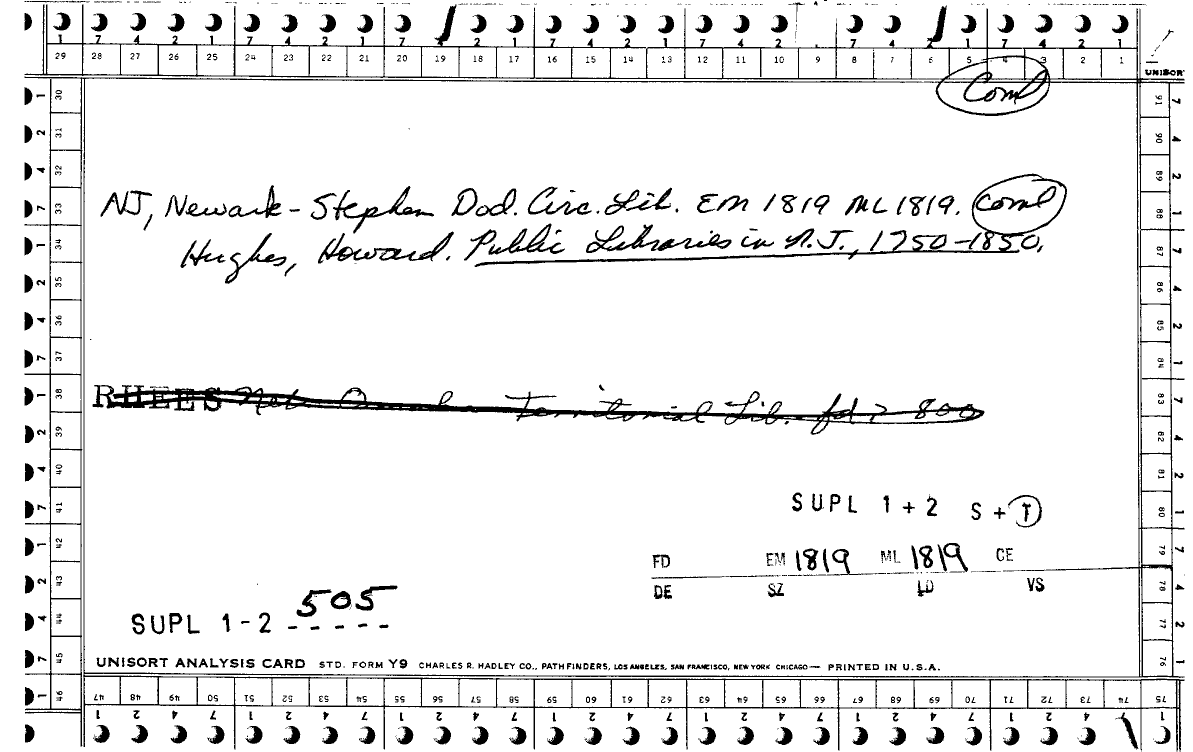 7 4 2 1 7 4 2 1 7 4 2 1 7 4 2 1 7 4 2 1 7 4 2 1 7 4 2 1
29 28 27 26 25 24 23 22 21 20 19 18 17 16 15 14 13 12 11 10 9 8 7 6 5 4 3 2 1
UNISORT
Coml
NJ, Newark - Stephen Dod. Circ. Lib. EM 1819 ML 1819. Coml
Hughes, Howard. Public Libraries in N.J., 1750-1850.
RHEES Territorial Lib. fd ? 800
SUPL 1 + 2 S + T
FD EM 1819 ML 1819 CE
DE SZ LD VS
SUPL 1-2 505
UNISORT ANALYSIS CARD STD. FORM Y9 CHARLES R. HADLEY CO., PATHFINDERS, LOS ANGELES, SAN FRANCISCO, NEW YORK CHICAGO — PRINTED IN U.S.A.
30 31 32 33 34 35 36 37 38 39 40 41 42 43 44 45 46
91 90 89 88 87 86 85 84 83 82 81 80 79 78 77 76 75
47 48 49 50 51 52 53 54 55 56 57 58 59 60 61 62 63 64 65 66 67 68 69 70 71 72 73 74